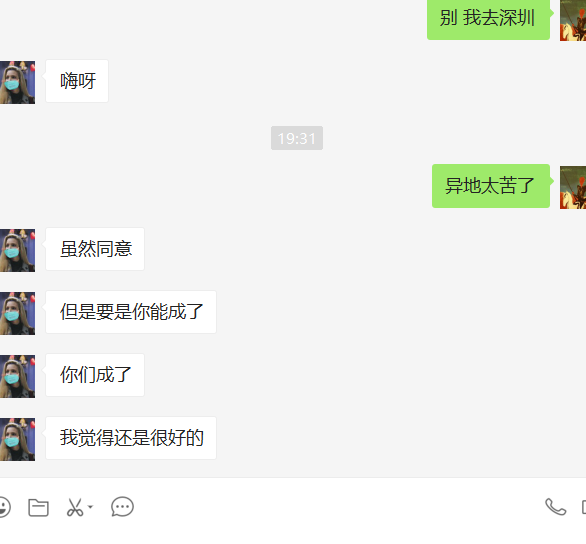 别 我去深圳
嗨呀
19:31
异地太苦了
虽然同意
但是要是你能成了
你们成了
我觉得还是很好的